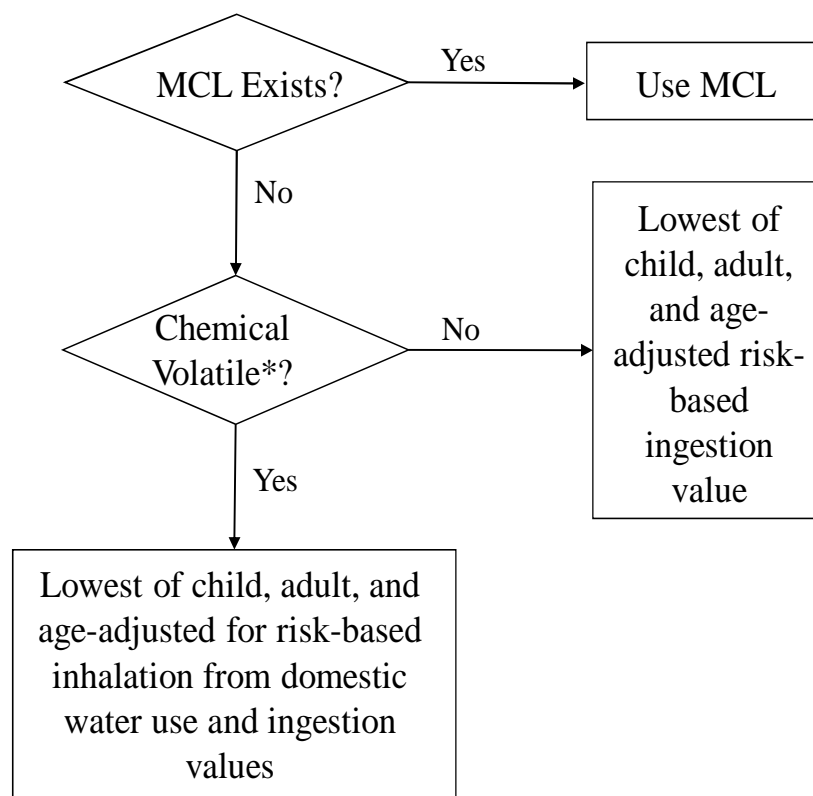 MCL Exists?
Yes
Use MCL
No
Chemical
Volatile*?
No
Lowest of
child, adult,
and age-
adjusted risk-
based
ingestion
value
Yes
Lowest of child, adult, and
age-adjusted for risk-based
inhalation from domestic
water use and ingestion
values